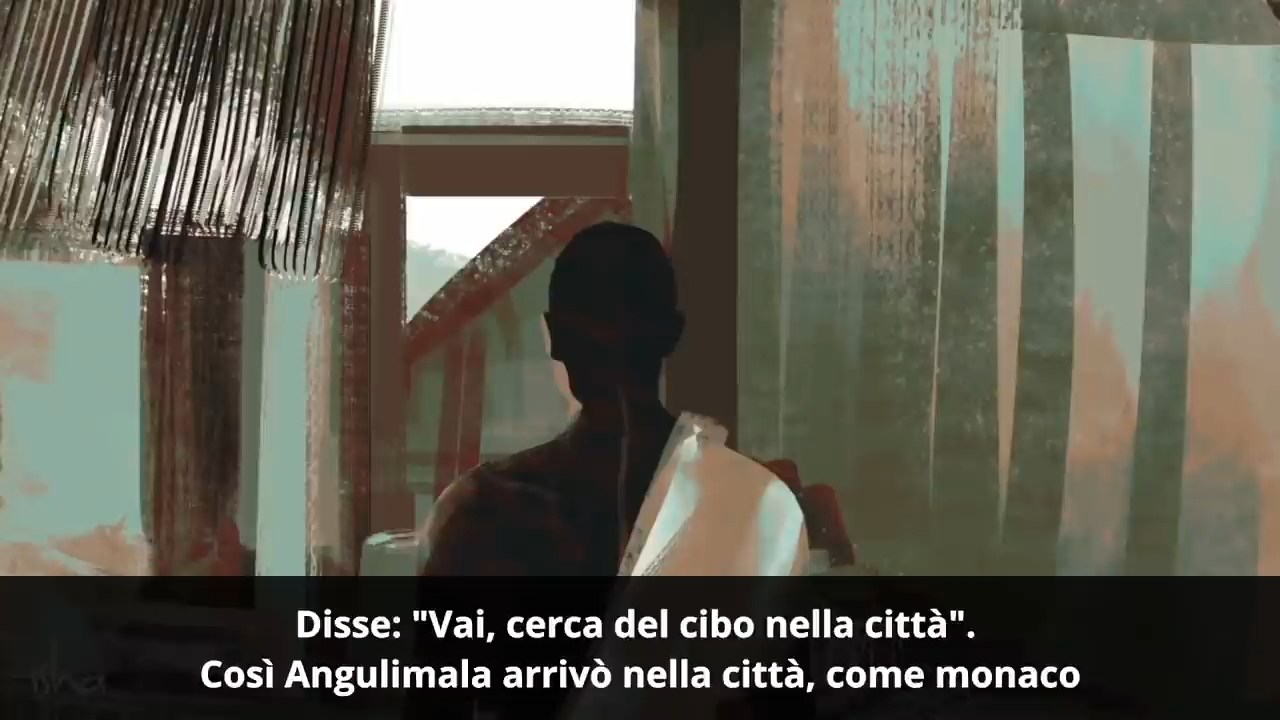 Disse: "Vai, cerca del cibo nella città".
Così Angulimala arrivò nella città, come monaco